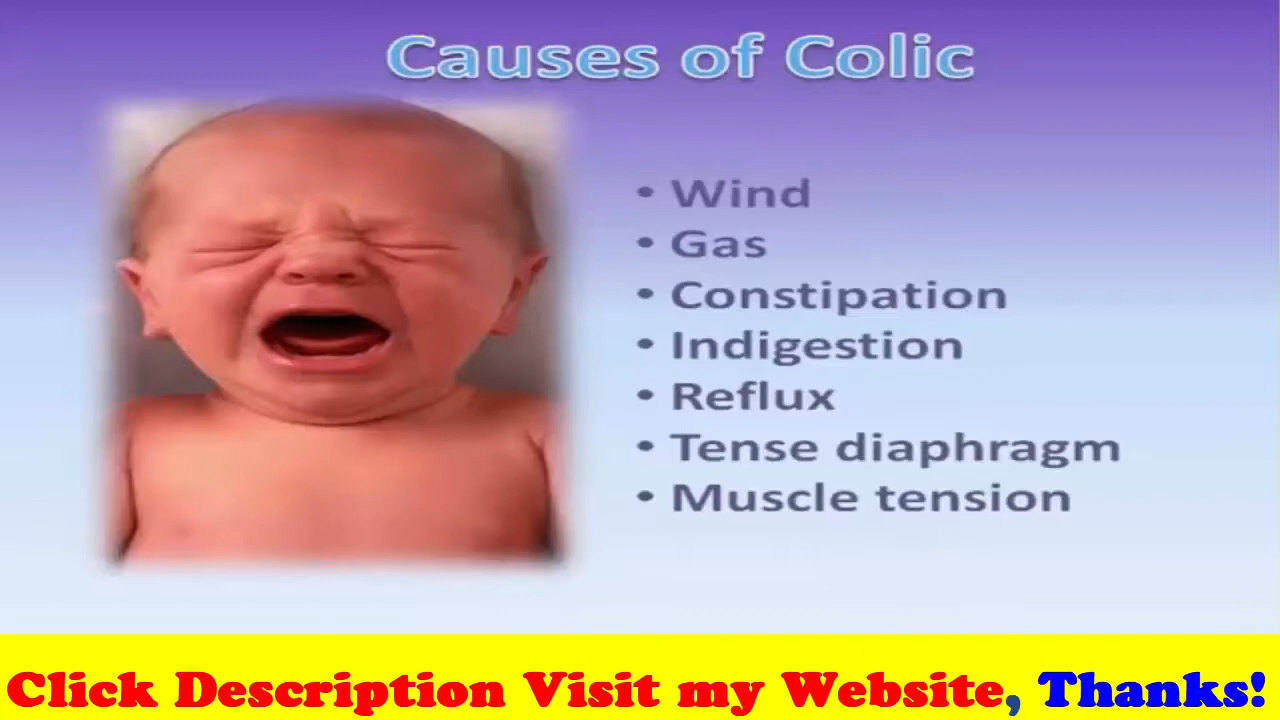 Causes of Colic
• Wind
• Gas
• Constipation
• Indigestion
• Reflux
• Tense diaphragm
• Muscle tension
Click Description Visit my Website, Thanks!